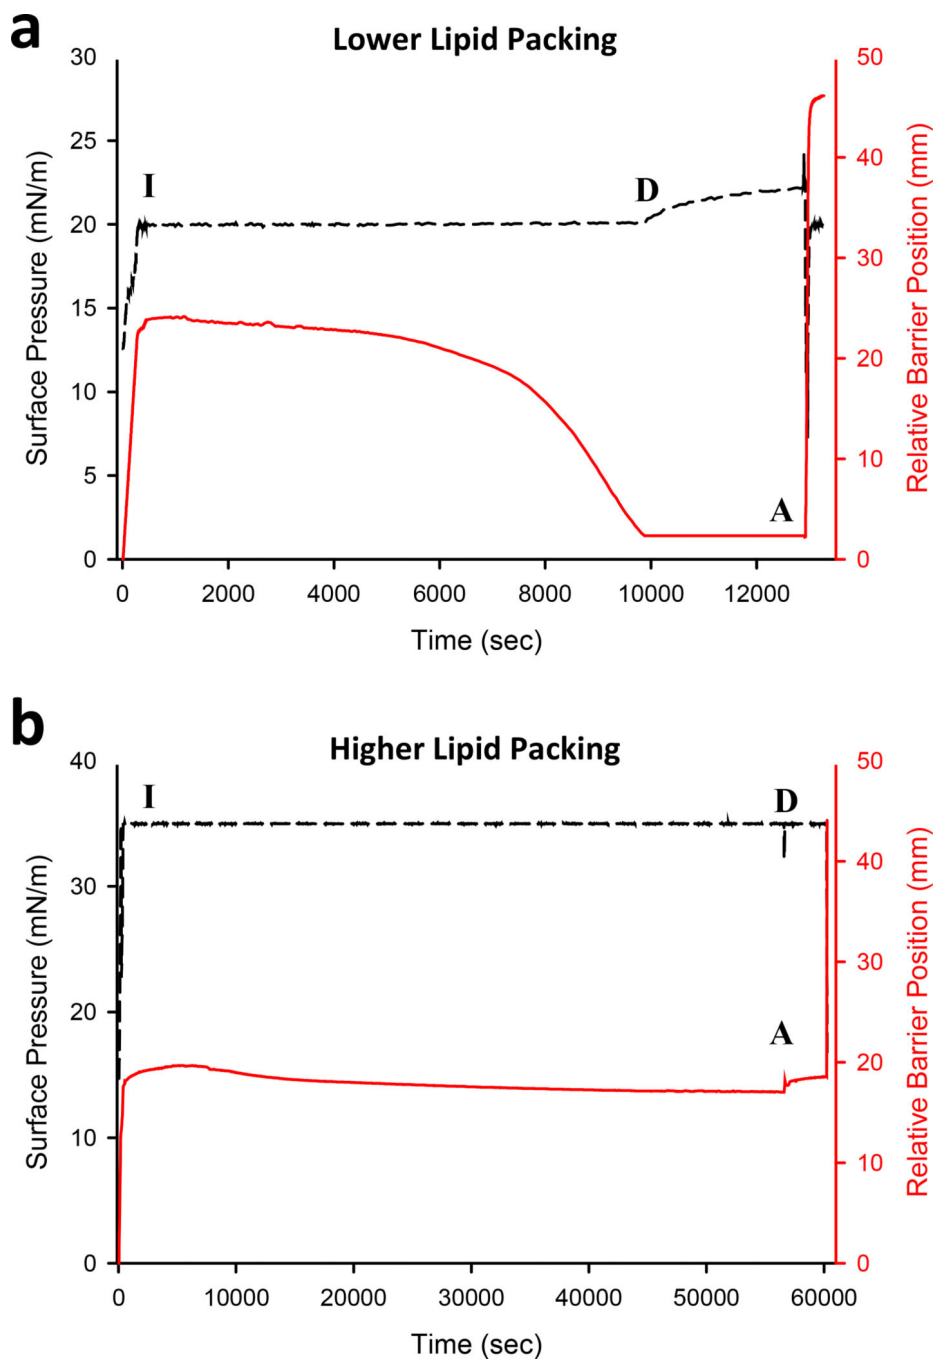 a
Lower Lipid Packing
30
25
20
15
10
5
0
Surface Pressure (mN/m)
50
40
30
20
10
0
Relative Barrier Position (mm)
I
D
A
0 2000 4000 6000 8000 10000 12000
Time (sec)
b
Higher Lipid Packing
40
30
20
10
0
Surface Pressure (mN/m)
50
40
30
20
10
0
Relative Barrier Position (mm)
I
D
A
0 10000 20000 30000 40000 50000 60000
Time (sec)